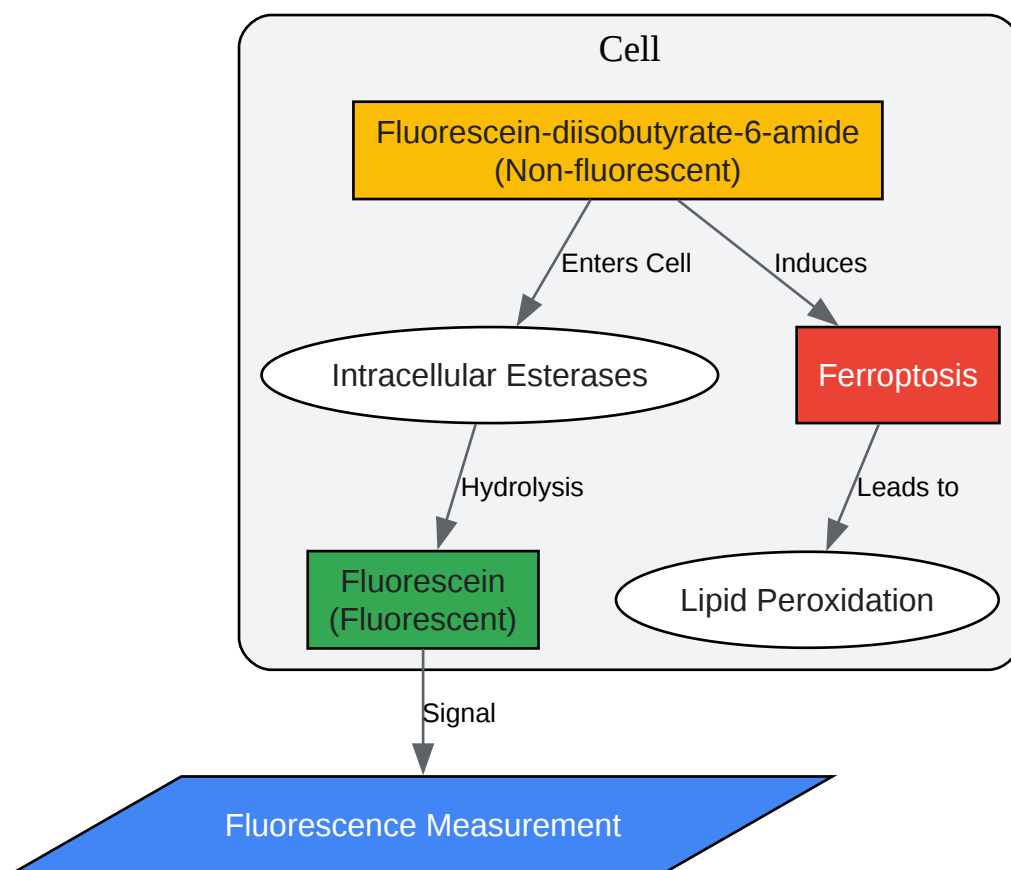 Cell
Fluorescein-diisobutyrate-6-amide
(Non-fluorescent)
Enters Cell
Induces
Intracellular Esterases
Ferroptosis
Hydrolysis
Leads to
Fluorescein
(Fluorescent)
Lipid Peroxidation
Signal
Fluorescence Measurement